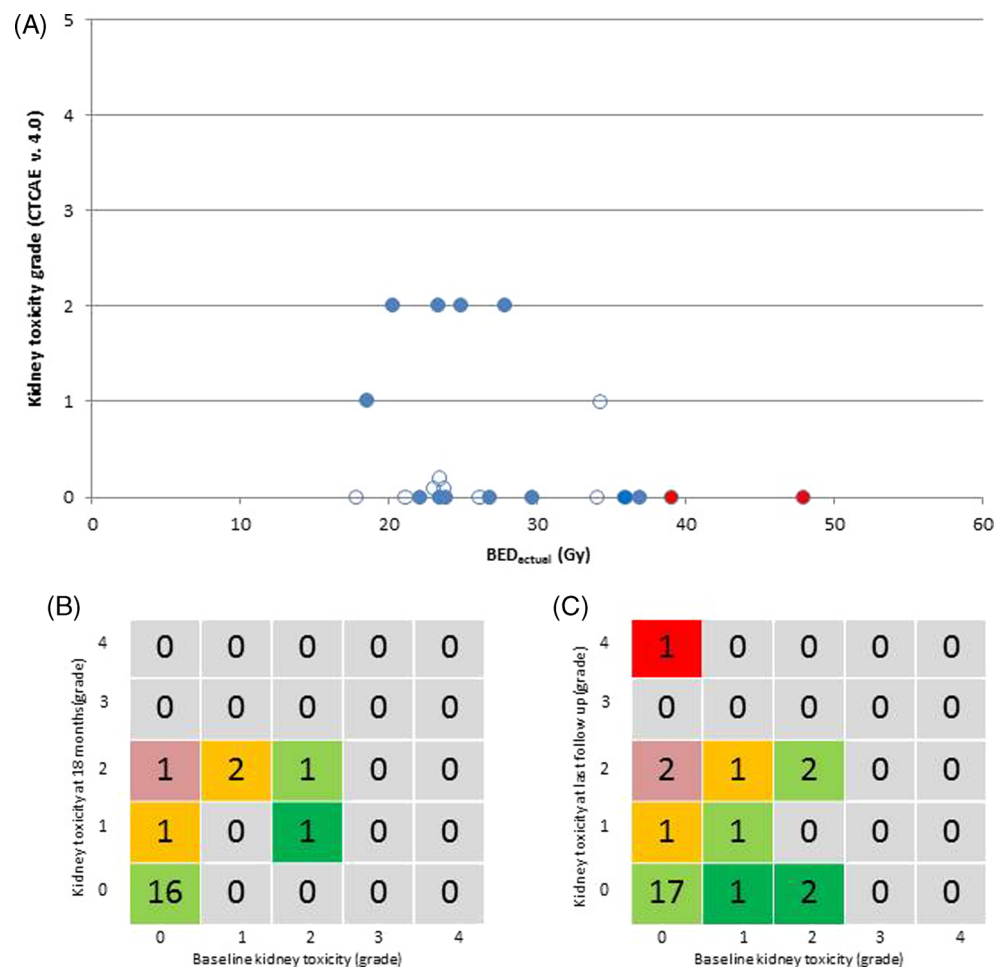 (A)
5
4
3
2
1
0
Kidney toxicity grade (CTCAE v. 4.0)
0 10 20 30 40 50 60
BEDactual (Gy)
(B)
Kidney toxicity at 18 months(grade)
4 0 0 0 0 0
3 0 0 0 0 0
2 1 2 1 0 0
1 1 0 1 0 0
0 16 0 0 0 0
0 1 2 3 4
Baseline kidney toxicity (grade)
(C)
Kidney toxicity at last follow up(grade)
4 1 0 0 0 0
3 0 0 0 0 0
2 2 1 2 0 0
1 1 1 0 0 0
0 17 1 2 0 0
0 1 2 3 4
Baseline kidney toxicity (grade)